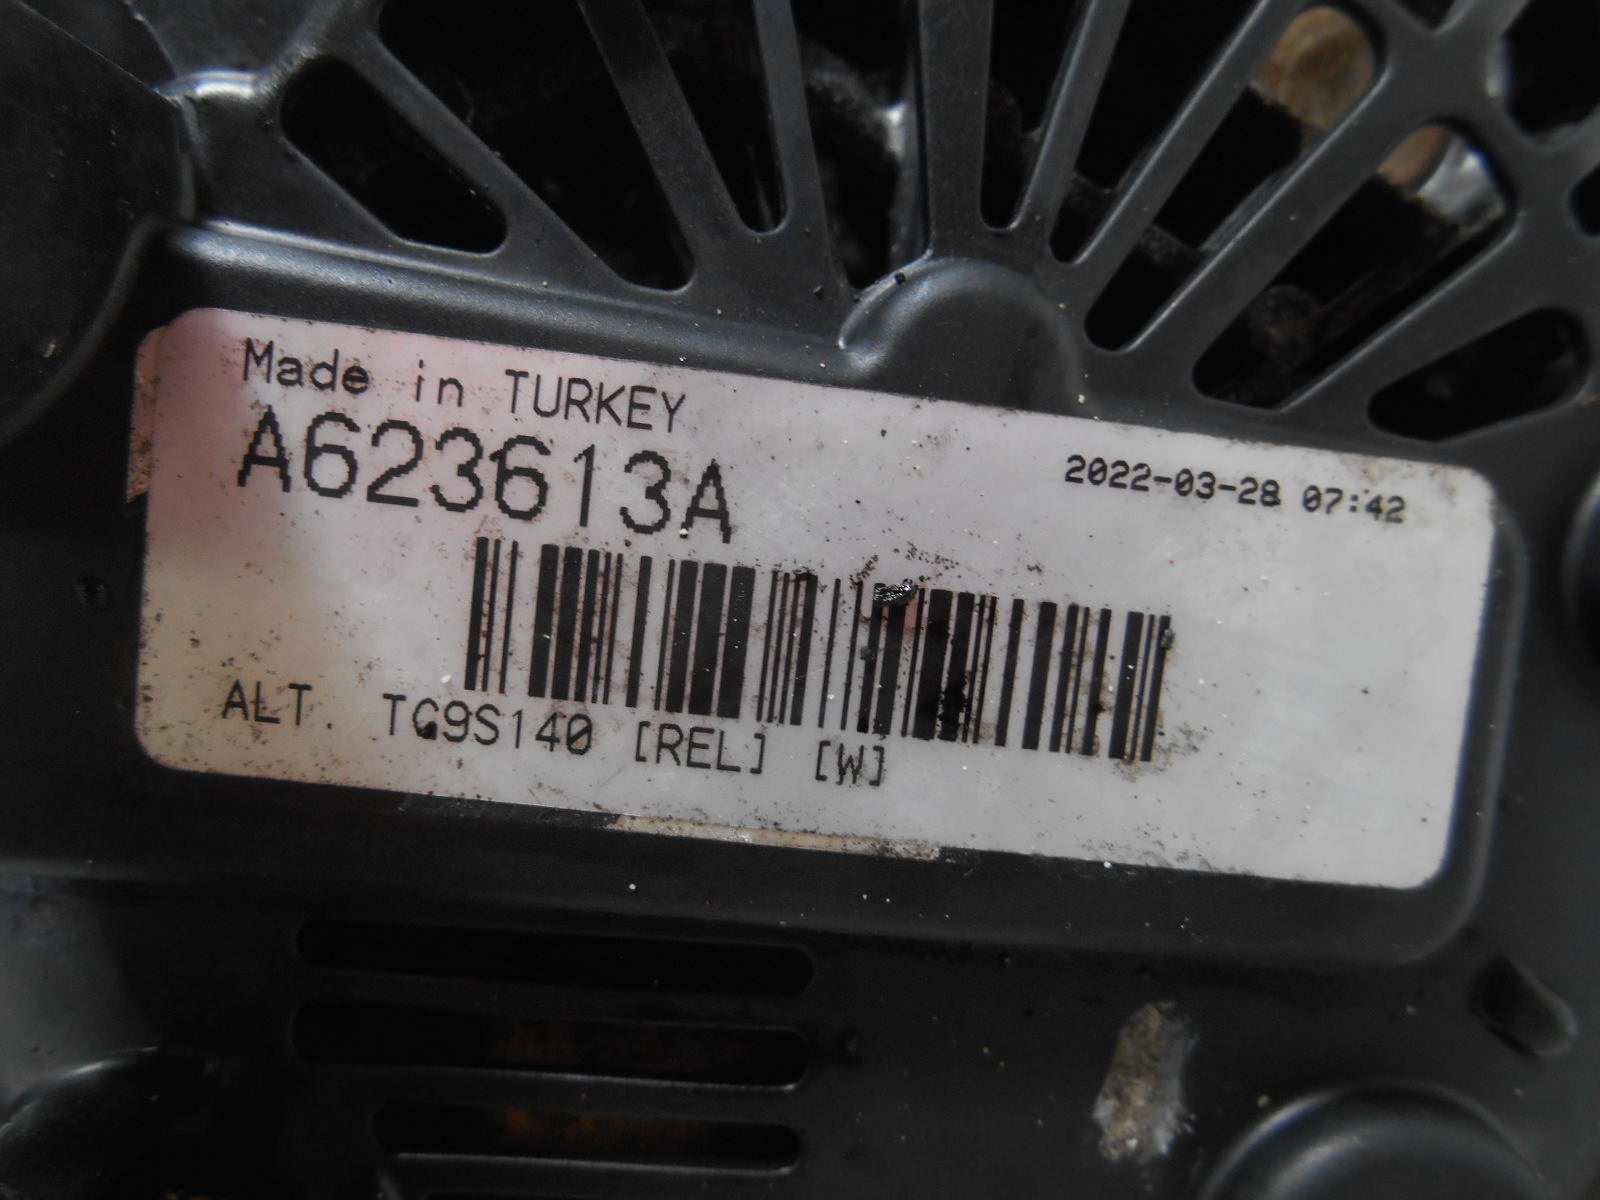 Made in TURKEY
A623613A
2022-03-28 07:42
ALT. TG9S140 [REL] [W]